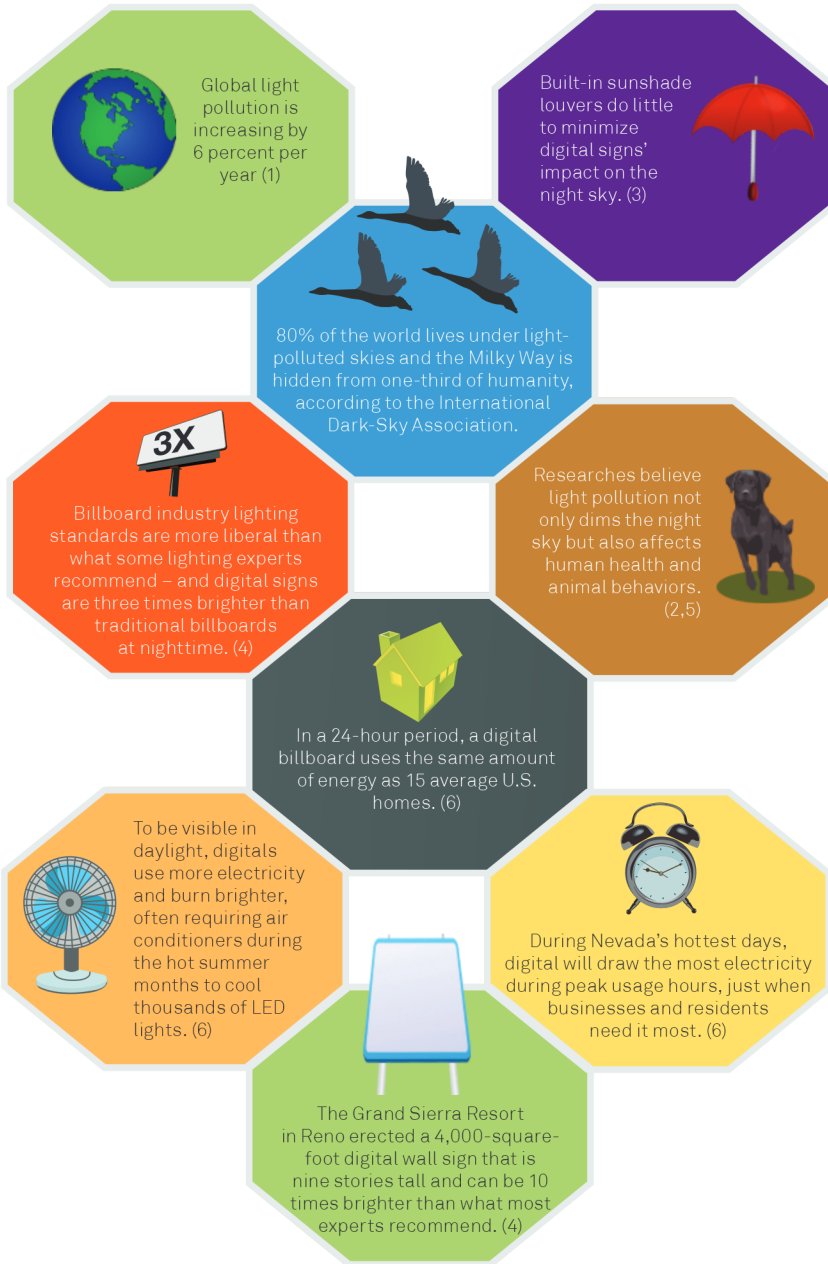 Global light
pollution is
increasing by
6 percent per
year (1)
Built-in sunshade
louvers do little
to minimize
digital signs'
impact on the
night sky. (3)
80% of the world lives under light-
polluted skies and the Milky Way is
hidden from one-third of humanity,
according to the International
Dark-Sky Association.
3X
Billboard industry lighting
standards are more liberal than
what some lighting experts
recommend – and digital signs
are three times brighter than
traditional billboards
at nighttime. (4)
Researches believe
light pollution not
only dims the night
sky but also affects
human health and
animal behaviors.
(2,5)
In a 24-hour period, a digital
billboard uses the same amount
of energy as 15 average U.S.
homes. (6)
To be visible in
daylight, digitals
use more electricity
and burn brighter,
often requiring air
conditioners during
the hot summer
months to cool
thousands of LED
lights. (6)
During Nevada's hottest days,
digital will draw the most electricity
during peak usage hours, just when
businesses and residents
need it most. (6)
The Grand Sierra Resort
in Reno erected a 4,000-square-
foot digital wall sign that is
nine stories tall and can be 10
times brighter than what most
experts recommend. (4)